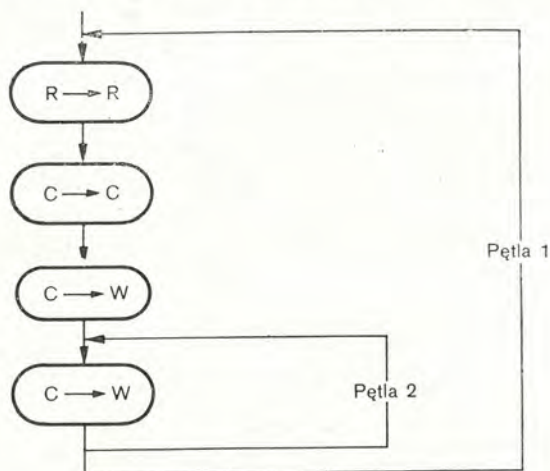 R → R
C → C
Pętla 1
C → W
C → W
Pętla 2